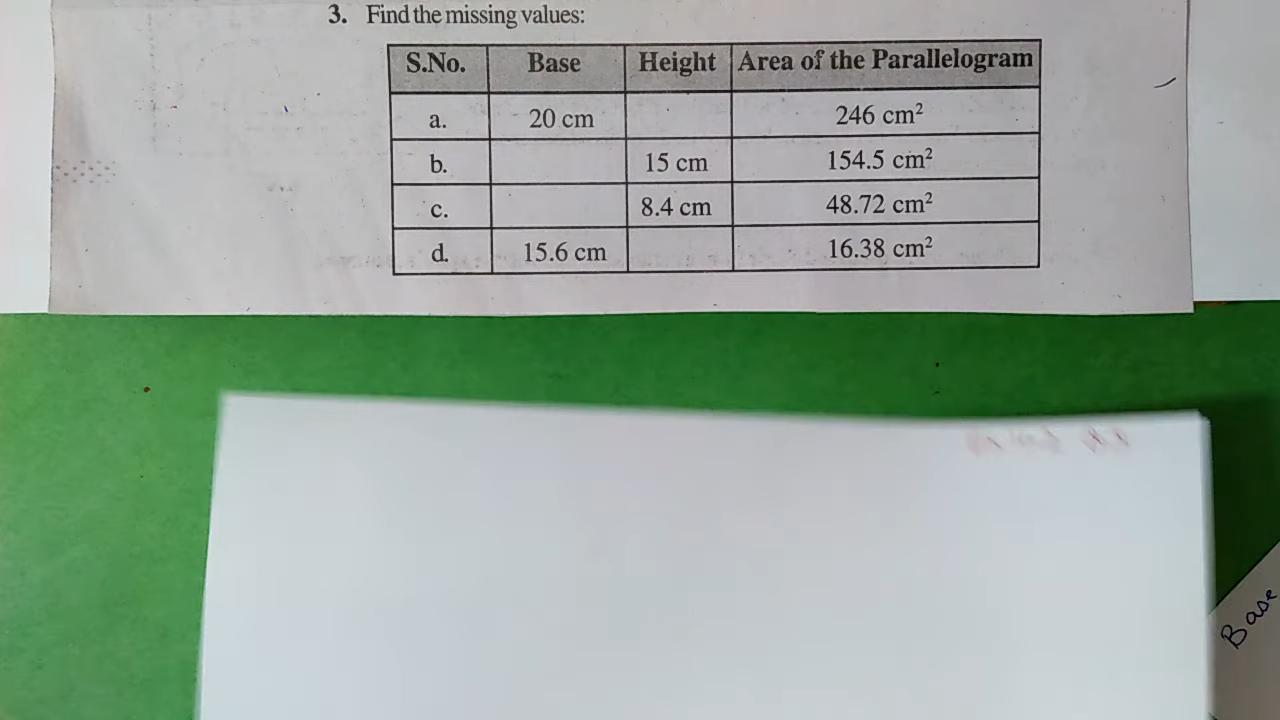 3. Find the missing values:
S.No. Base Height Area of the Parallelogram
a. 20 cm 246 cm²
b. 15 cm 154.5 cm²
c. 8.4 cm 48.72 cm²
d. 15.6 cm 16.38 cm²
Base